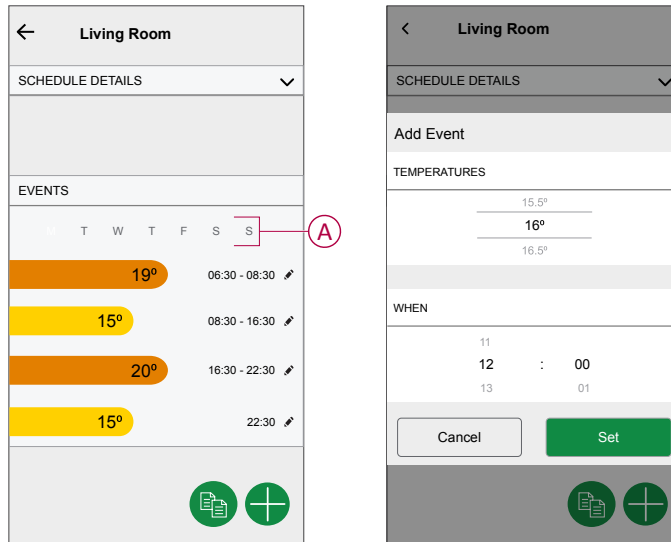 Living Room
SCHEDULE DETAILS
EVENTS
M T W T F S S
A
19º 06:30 - 08:30
15º 08:30 - 16:30
20º 16:30 - 22:30
15º 22:30
Living Room
SCHEDULE DETAILS
Add Event
TEMPERATURES
15.5º
16º
16.5º
WHEN
11
12 : 00
13 01
Cancel Set